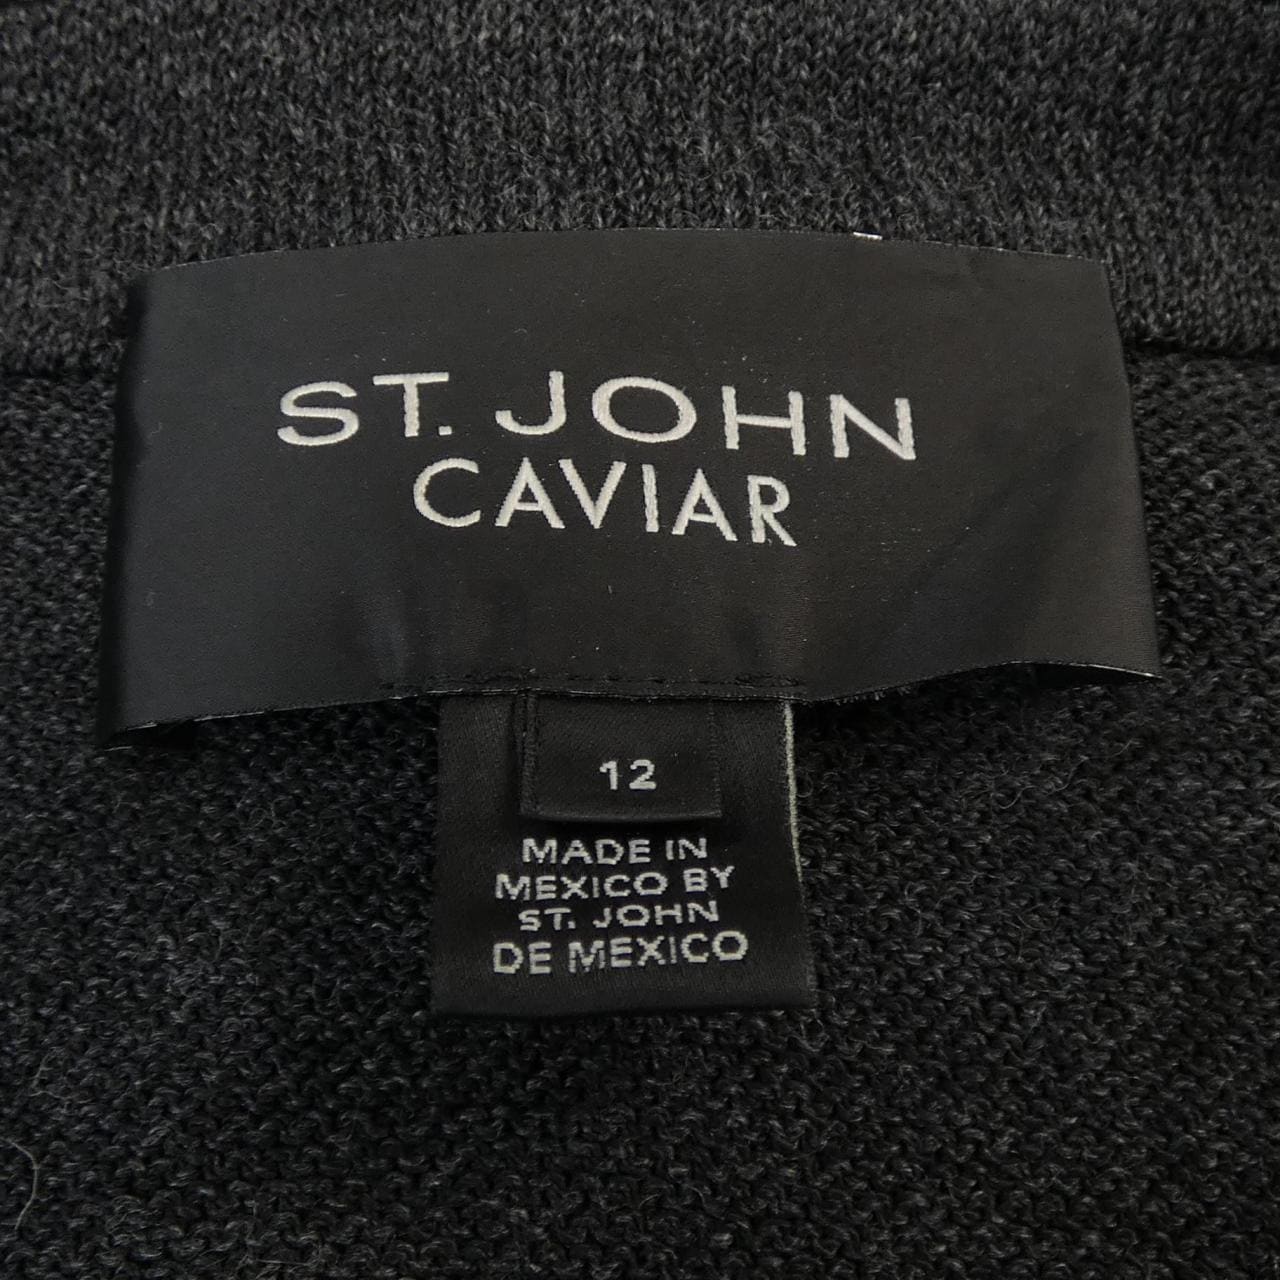 ST. JOHN
CAVIAR
12
MADE IN
MEXICO BY
ST. JOHN
DE MEXICO